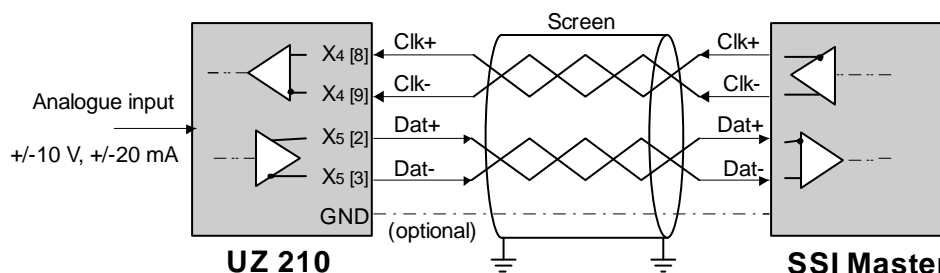 Screen
X4 [8] Clk+ Clk+
X4 [9] Clk- Clk-
Analogue input
+/-10 V, +/-20 mA
X5 [2] Dat+ Dat+
X5 [3] Dat- Dat-
GND (optional)
UZ 210 SSI Master